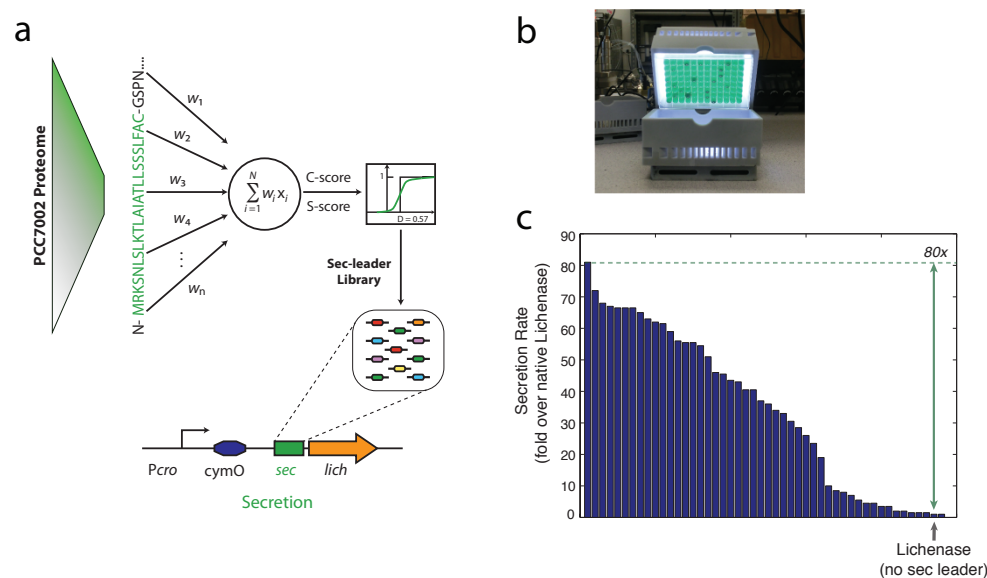 a
PCC7002 Proteome
N- MRKSNLSLKTLAIATLLSSSLFAC-GSPN....
w1
w2
w3
w4
⋮
wn
N
∑ wi xi
i = 1
C-score
S-score
1
D = 0.57
Sec-leader
Library
Pcro
cymO
sec
lich
Secretion
b
c
Secretion Rate
(fold over native Lichenase)
90
80
70
60
50
40
30
20
10
0
80x
Lichenase
(no sec leader)